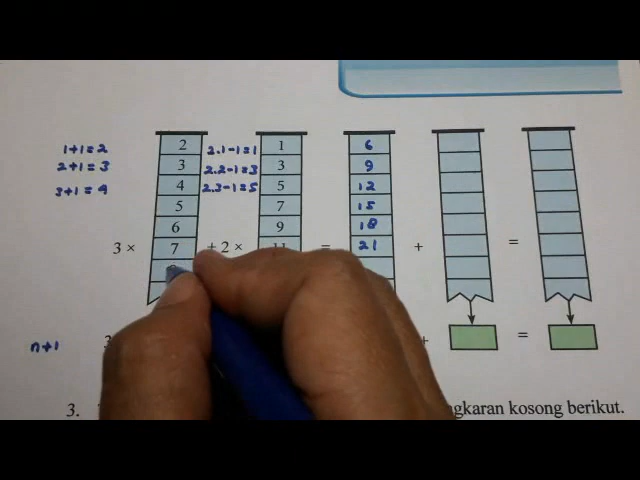 1+1=2 2 2.1-1=1 1 6
2+1=3 3 2.2-1=3 3 9
3+1=4 4 2.3-1=5 5 12
5 7 15
6 9 18
3 × 7 + 2 × 11 = 21 + =
n+1 3 + =
3. ngkaran kosong berikut.